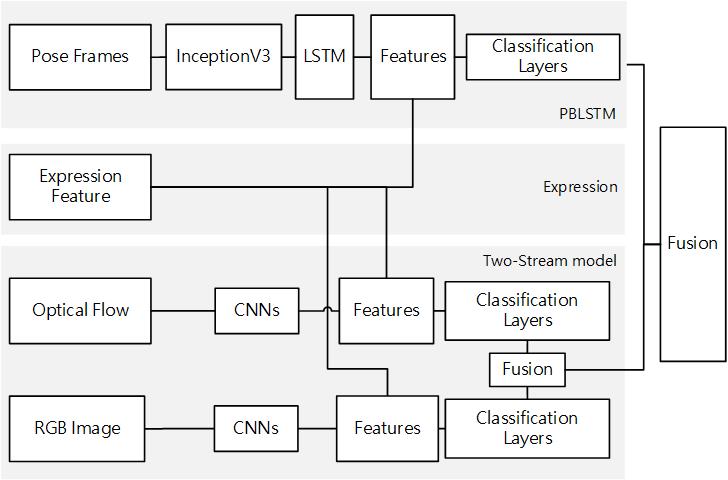 Pose Frames
InceptionV3
LSTM
Features
Classification
Layers
PBLSTM
Expression
Feature
Expression
Fusion
Two-Stream model
Optical Flow
CNNs
Features
Classification
Layers
Fusion
RGB Image
CNNs
Features
Classification
Layers